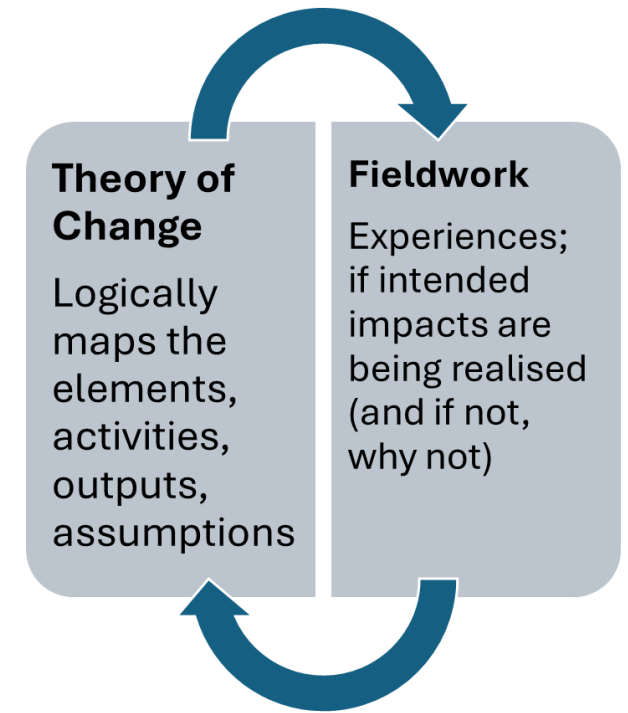 Theory of
Change
Logically
maps the
elements,
activities,
outputs,
assumptions
Fieldwork
Experiences;
if intended
impacts are
being realised
(and if not,
why not)